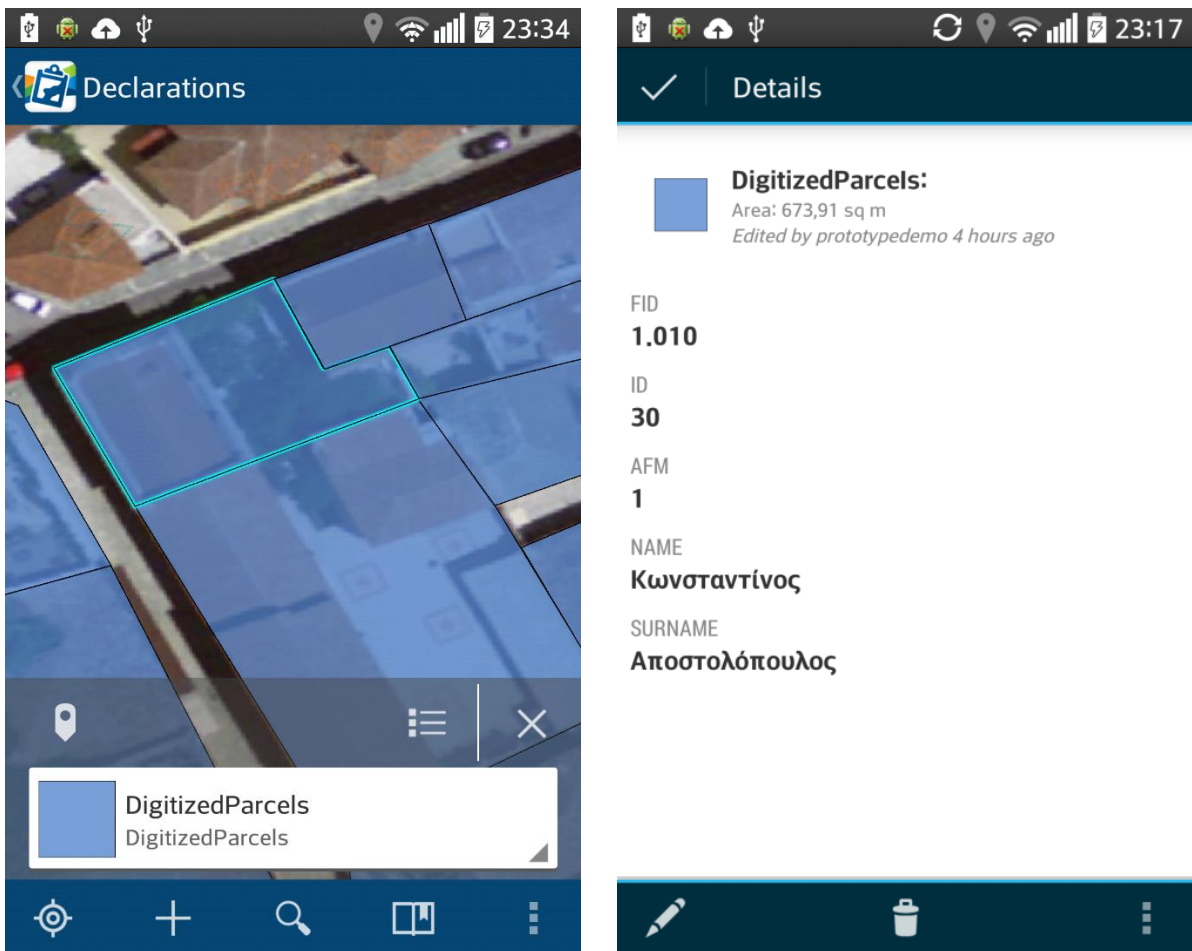 23:34
Declarations
DigitizedParcels
DigitizedParcels
23:17
Details
DigitizedParcels:
Area: 673,91 sq m
Edited by prototypedemo 4 hours ago
FID
1.010
ID
30
AFM
1
NAME
Κωνσταντίνος
SURNAME
Αποστολόπουλος